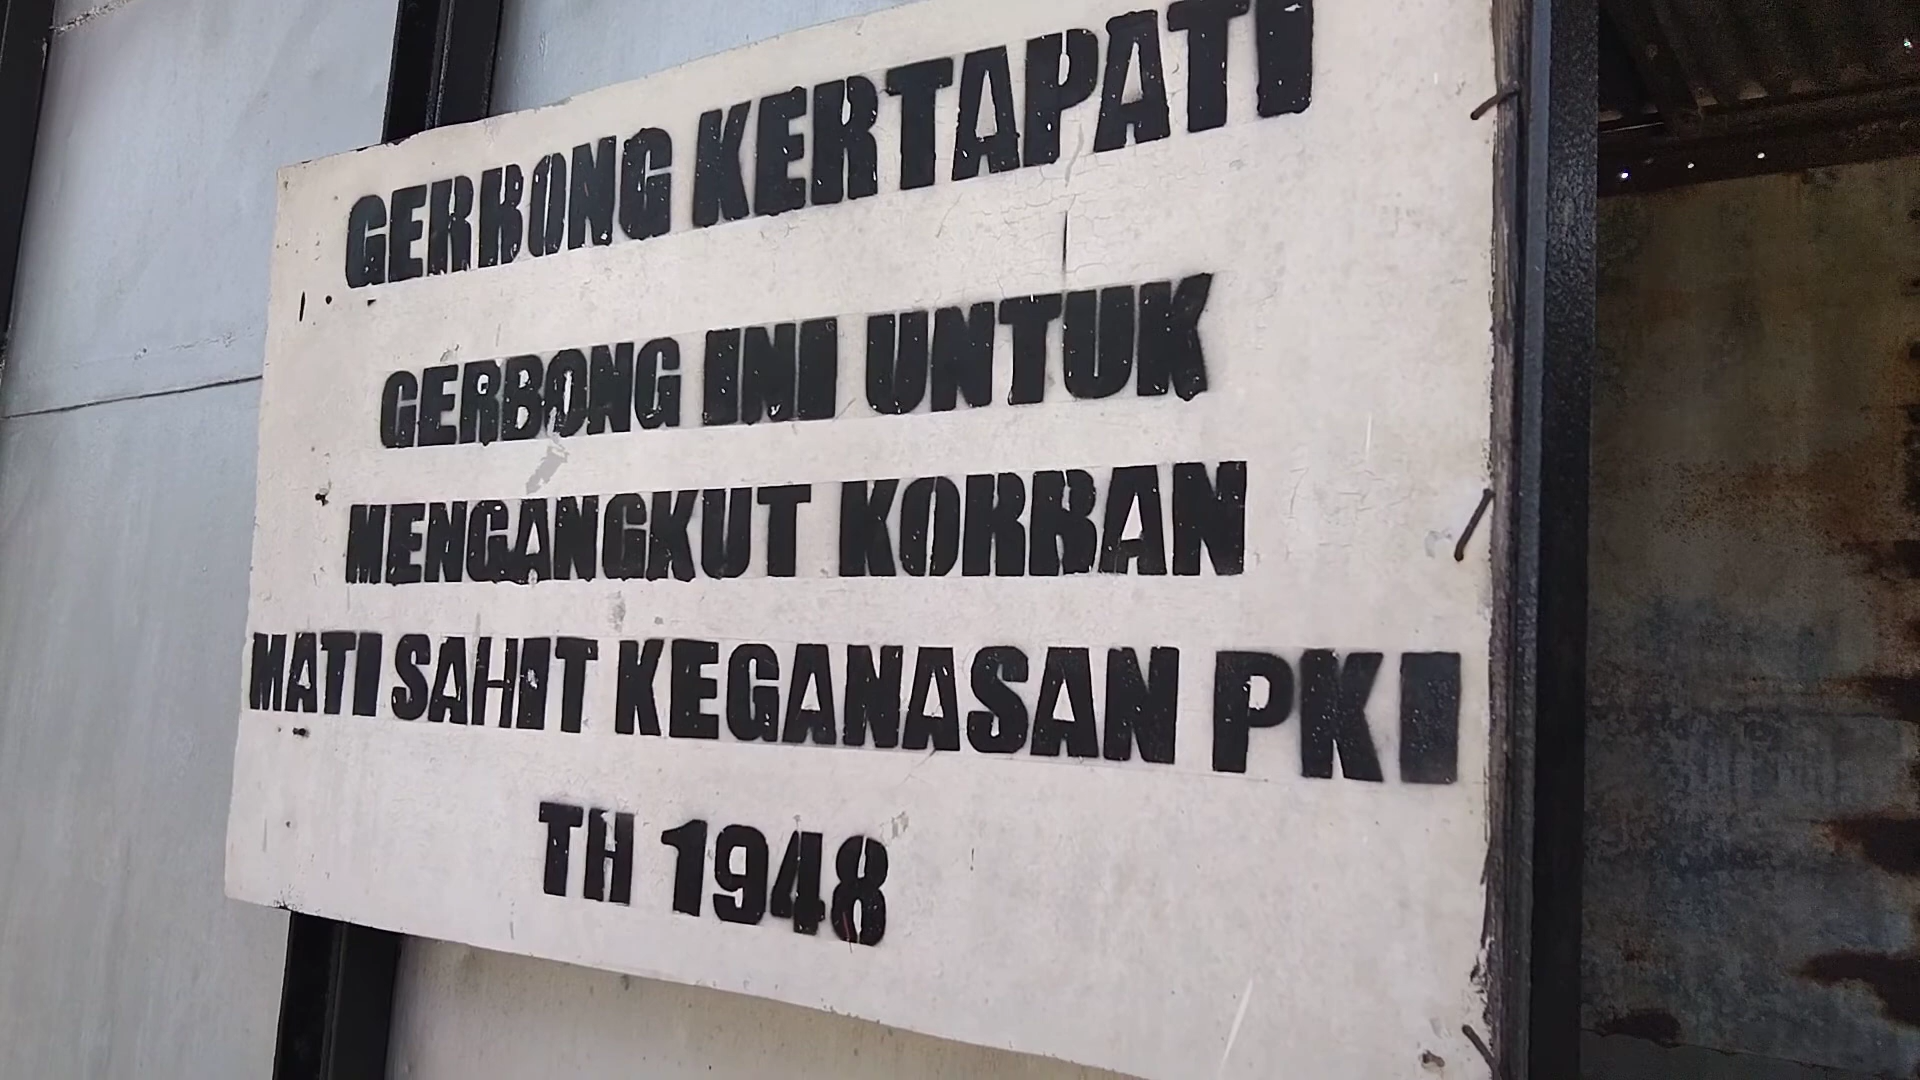 GERBONG KERTAPATI
GERBONG INI UNTUK
MENGANGKUT KORBAN
MATI SAHIT KEGANASAN PKI
TH 1948